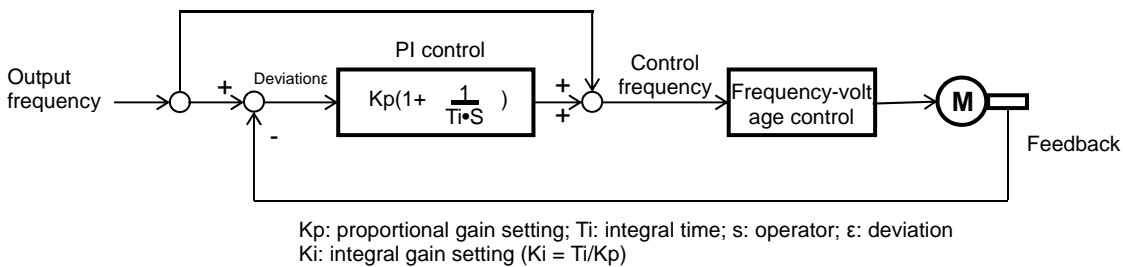 PI control
Output
frequency
+
Deviationε
Kp(1+ 1/Ti•S )
+
+
Control
frequency
Frequency-volt
age control
M
-
Feedback
Kp: proportional gain setting; Ti: integral time; s: operator; ε: deviation
Ki: integral gain setting (Ki = Ti/Kp)